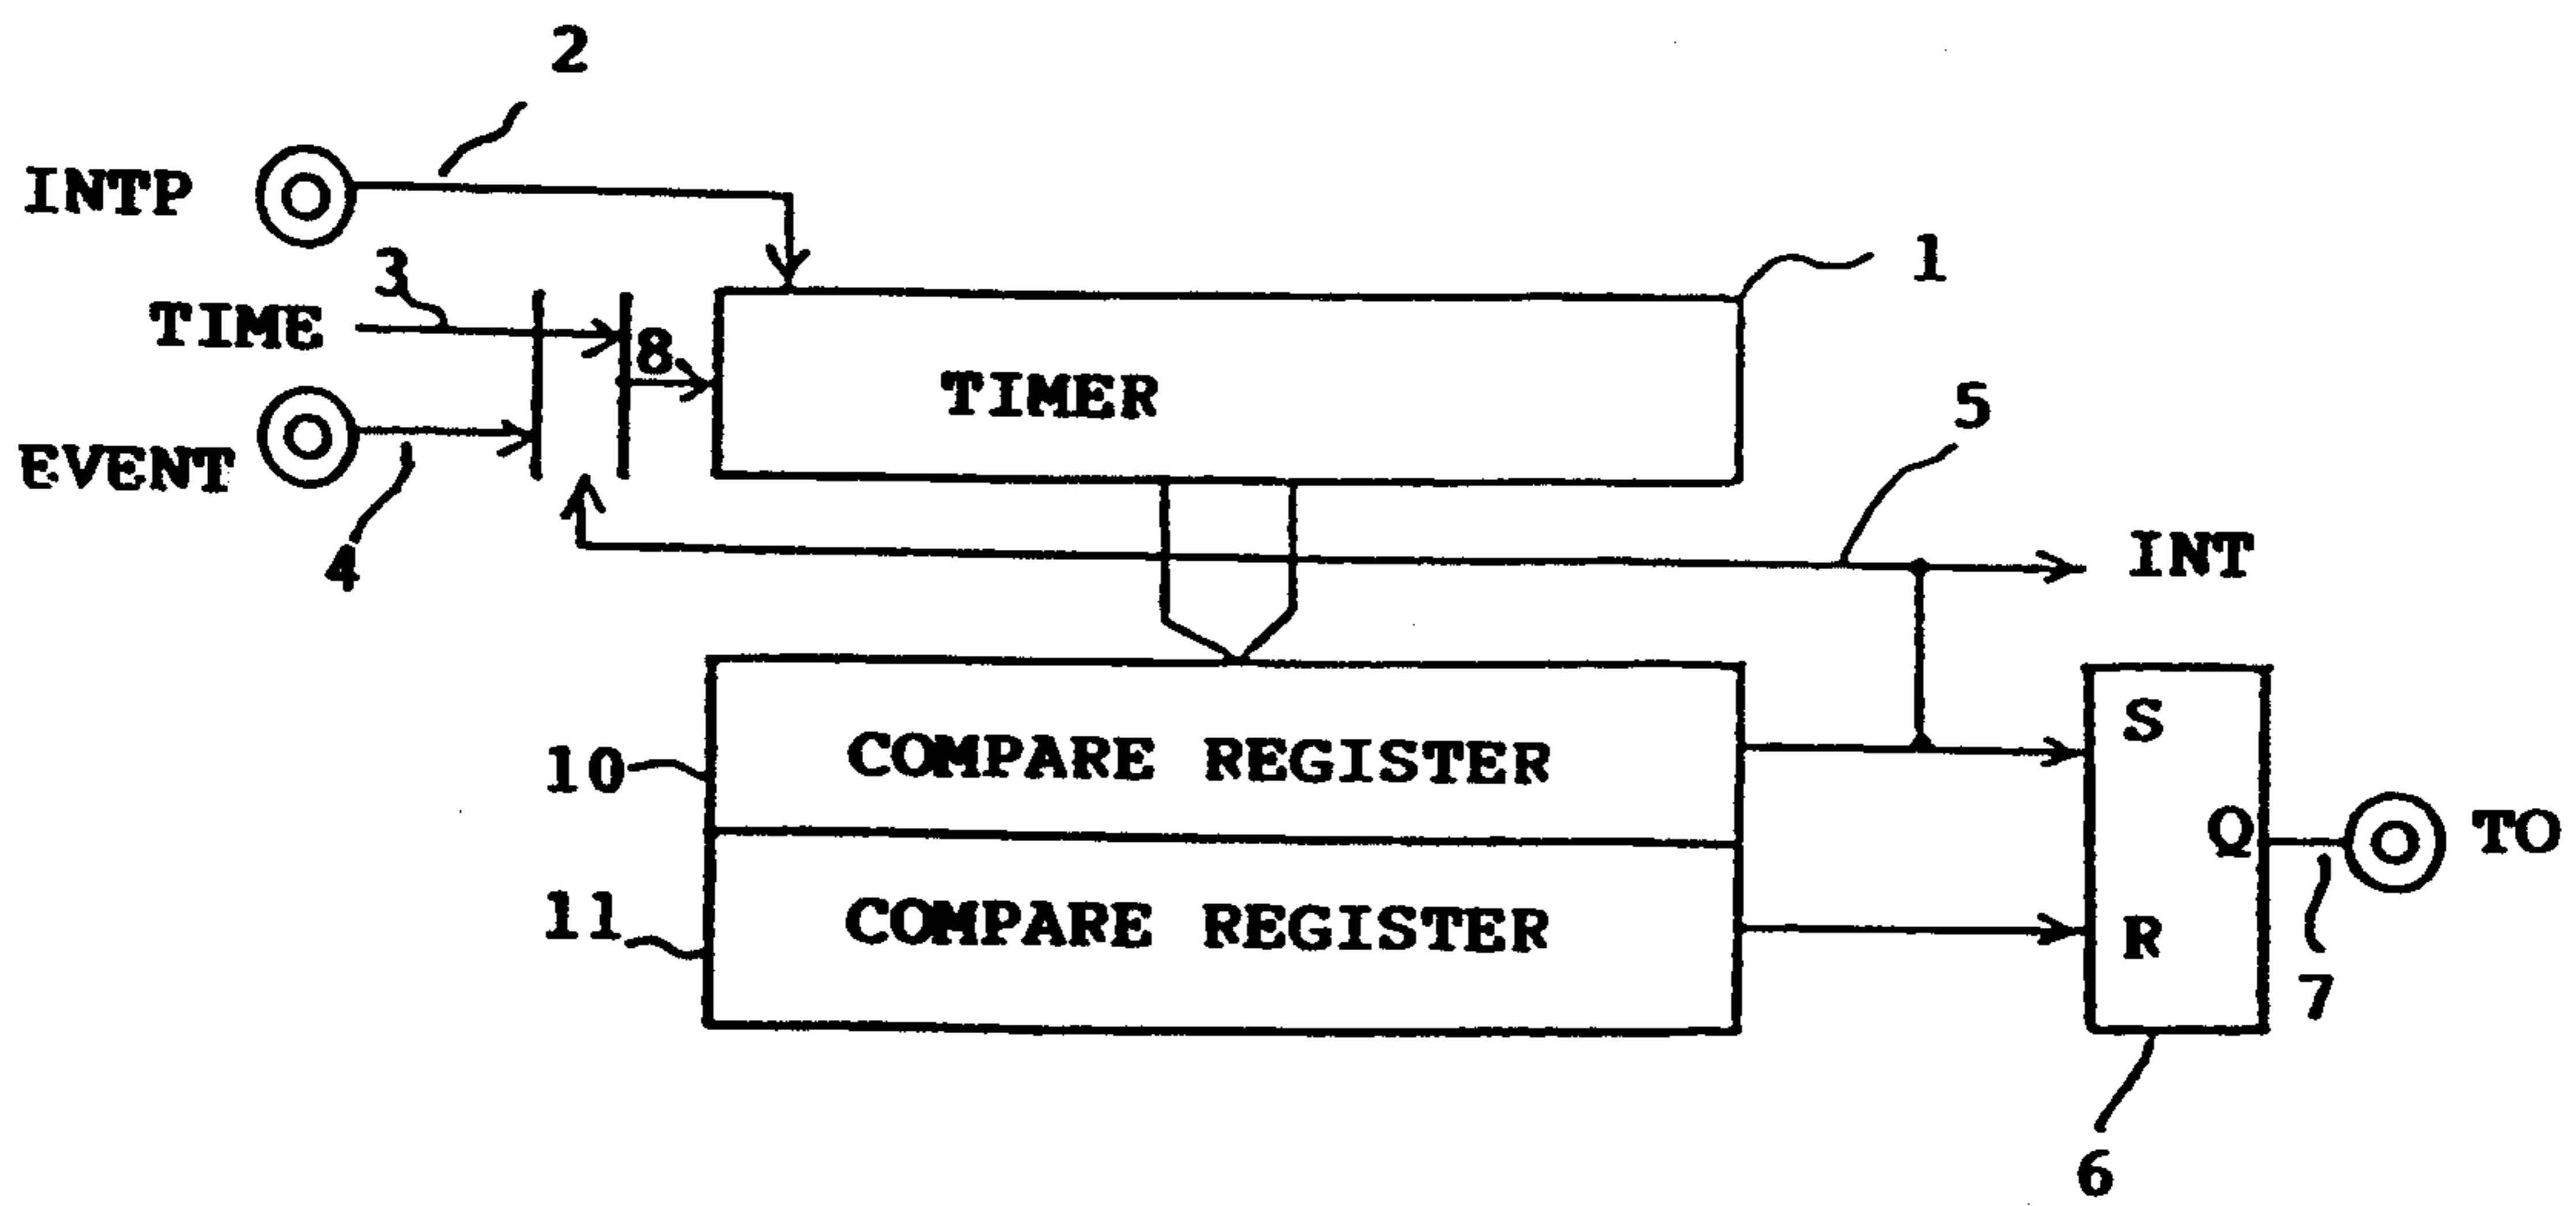 2
INTP
1
3
TIME
8
TIMER
5
EVENT
4
INT
S
10
COMPARE REGISTER
Q
TO
11
COMPARE REGISTER
R
7
6